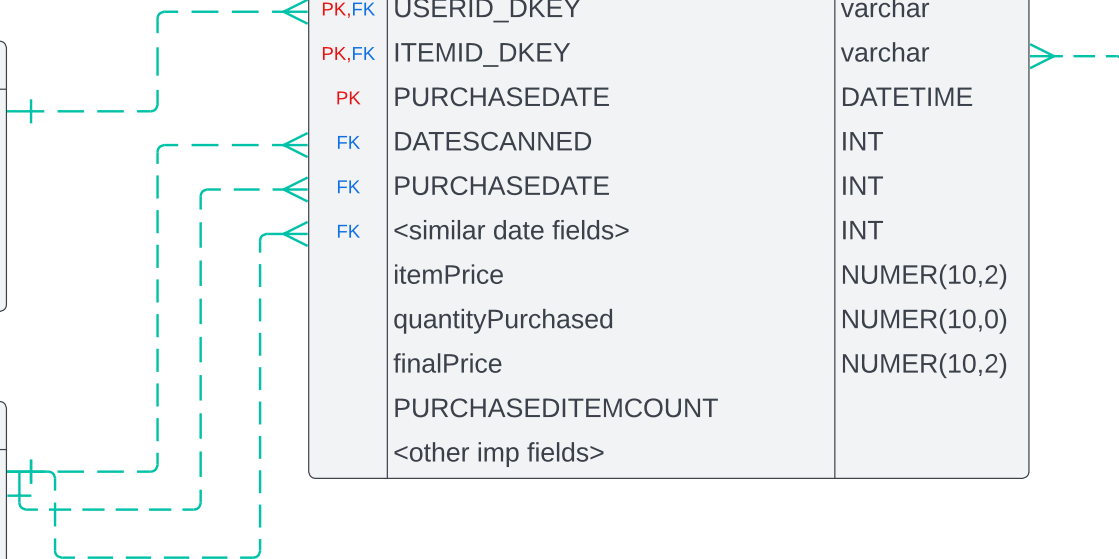 PK,FK USERID_DKEY varchar
PK,FK ITEMID_DKEY varchar
PK PURCHASEDATE DATETIME
FK DATESCANNED INT
FK PURCHASEDATE INT
FK <similar date fields> INT
itemPrice NUMER(10,2)
quantityPurchased NUMER(10,0)
finalPrice NUMER(10,2)
PURCHASEDITEMCOUNT
<other imp fields>